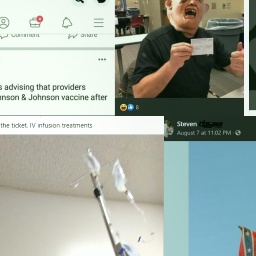 Comment Share
s advising that providers
nson & Johnson vaccine after
8
the ticket. IV infusion treatments
Steven
August 7 at 11:02 PM